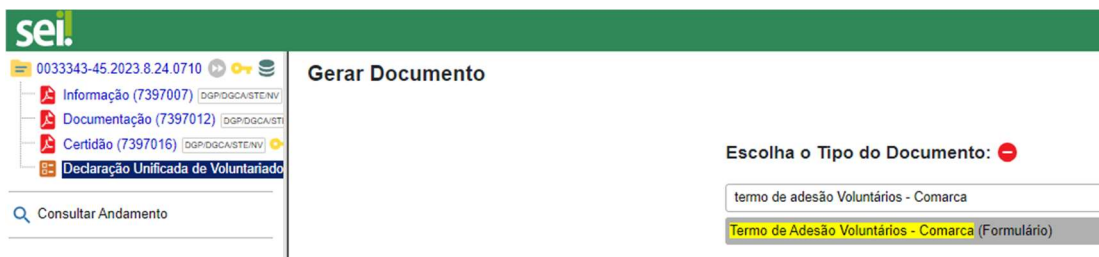 sei!
0033343-45.2023.8.24.0710
Informação (7397007) DGP/DGCA/STE/NV
Documentação (7397012) DGP/DGCA/STE
Certidão (7397016) DGP/DGCA/STE/NV
Declaração Unificada de Voluntariado
Consultar Andamento
Gerar Documento
Escolha o Tipo do Documento:
termo de adesão Voluntários - Comarca
Termo de Adesão Voluntários - Comarca (Formulário)